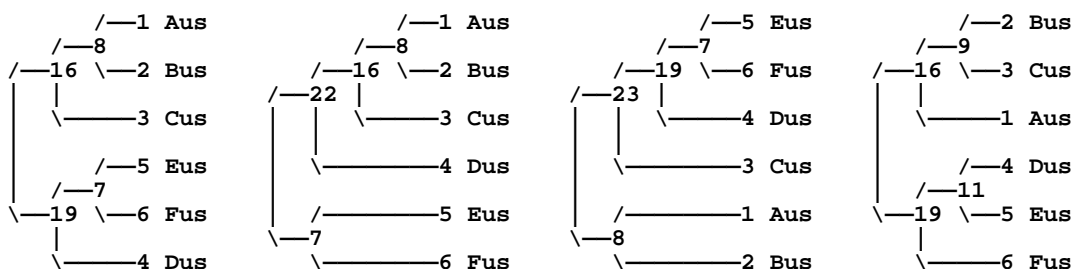 /——1 Aus /——1 Aus /——5 Eus /——2 Bus
/——8 /——8 /——7 /——9
/——16 \——2 Bus /——16 \——2 Bus /——19 \——6 Fus /——16 \——3 Cus
| | /——22 | /——23 | | |
| \——————3 Cus | | \——————3 Cus | | \——————4 Dus | \——————1 Aus
| | | | | |
| /——5 Eus | \——————————4 Dus | \——————————3 Cus | /——4 Dus
| /——7 | | | /——11
\——19 \——6 Fus | /——————————5 Eus | /——————————1 Aus \——19 \——5 Eus
| \——7 \——8 |
\——————4 Dus \——————————6 Fus \——————————2 Bus \——————6 Fus